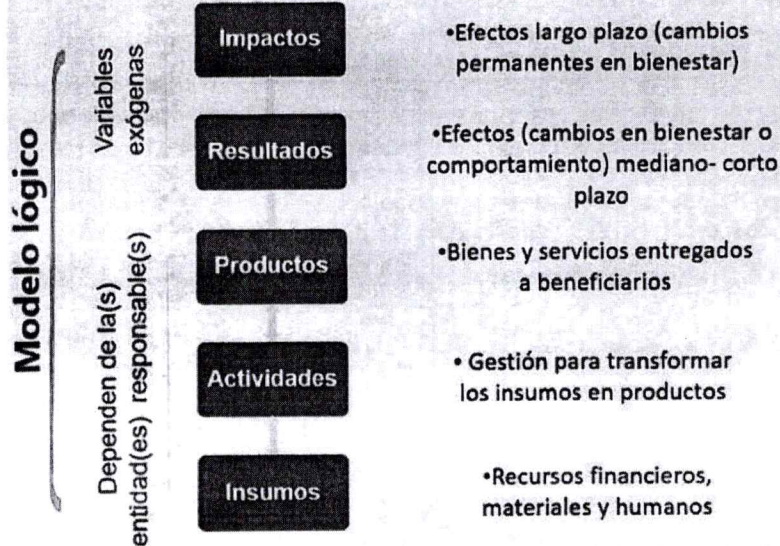 Modelo lógico
Variables
exógenas
Dependen de la(s)
entidad(es) responsable(s)
Impactos
•Efectos largo plazo (cambios
permanentes en bienestar)
Resultados
•Efectos (cambios en bienestar o
comportamiento) mediano- corto
plazo
Productos
•Bienes y servicios entregados
a beneficiarios
Actividades
• Gestión para transformar
los insumos en productos
Insumos
•Recursos financieros,
materiales y humanos